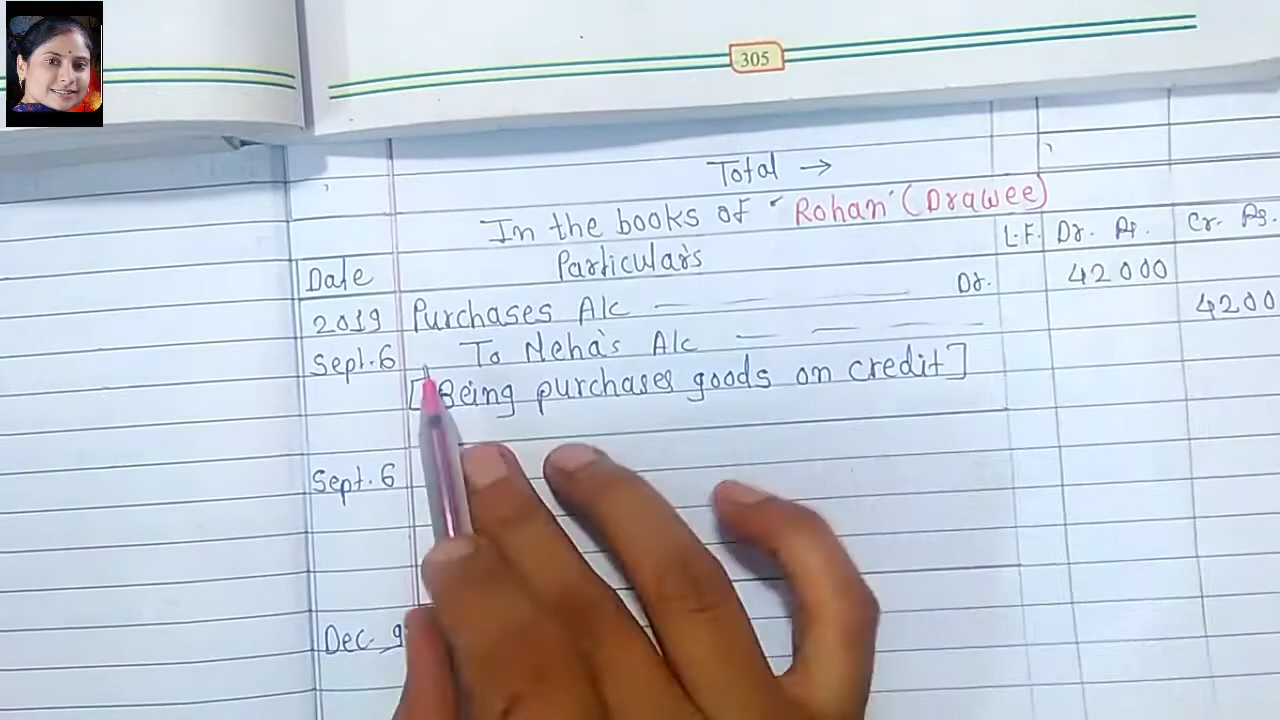 305
Total →
In the books of "Rohan" (Drawee)
Date Particulars L.F. Dr. Rs. Cr. Rs.
2019 Purchases A/c Dr. 42000
Sept. 6 To Neha's A/c 4200
[Being purchases goods on credit]
Sept. 6
Dec 9